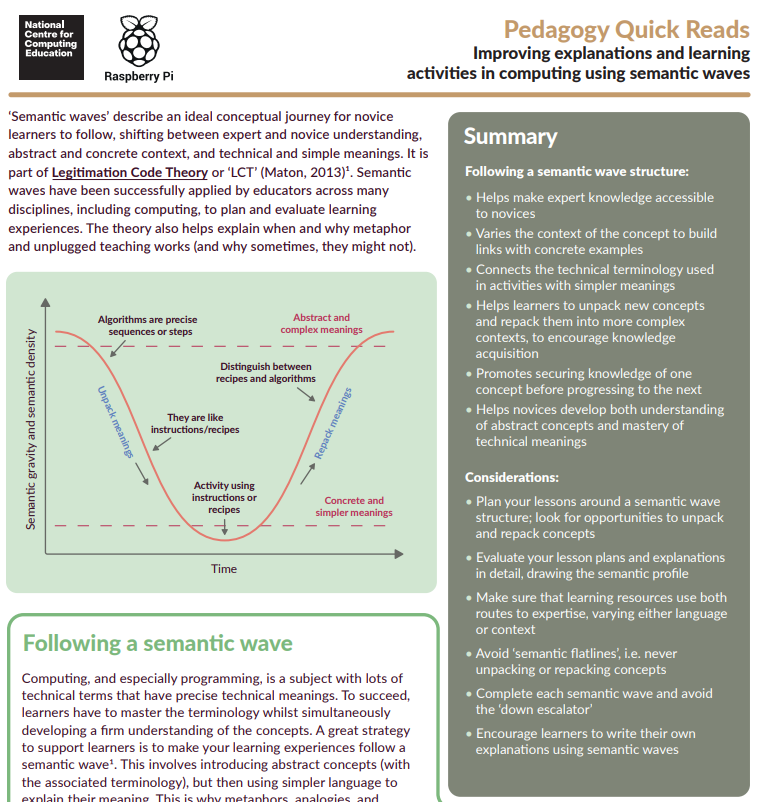 National
Centre for
Computing
Education
Raspberry Pi
Pedagogy Quick Reads
Improving explanations and learning
activities in computing using semantic waves
‘Semantic waves’ describe an ideal conceptual journey for novice
learners to follow, shifting between expert and novice understanding,
abstract and concrete context, and technical and simple meanings. It is
part of Legitimation Code Theory or ‘LCT’ (Maton, 2013)¹. Semantic
waves have been successfully applied by educators across many
disciplines, including computing, to plan and evaluate learning
experiences. The theory also helps explain when and why metaphor
and unplugged teaching works (and why sometimes, they might not).
Semantic gravity and semantic density
Algorithms are precise
sequences or steps
Abstract and
complex meanings
Distinguish between
recipes and algorithms
Unpack meanings
They are like
instructions/recipes
Repack meanings
Activity using
instructions or
recipes
Concrete and
simpler meanings
Time
Following a semantic wave
Computing, and especially programming, is a subject with lots of
technical terms that have precise technical meanings. To succeed,
learners have to master the terminology whilst simultaneously
developing a firm understanding of the concepts. A great strategy
to support learners is to make your learning experiences follow a
semantic wave¹. This involves introducing abstract concepts (with
the associated terminology), but then using simpler language to
explain their meaning. This is why metaphors, analogies, and
Summary
Following a semantic wave structure:
• Helps make expert knowledge accessible
to novices
• Varies the context of the concept to build
links with concrete examples
• Connects the technical terminology used
in activities with simpler meanings
• Helps learners to unpack new concepts
and repack them into more complex
contexts, to encourage knowledge
acquisition
• Promotes securing knowledge of one
concept before progressing to the next
• Helps novices develop both understanding
of abstract concepts and mastery of
technical meanings
Considerations:
• Plan your lessons around a semantic wave
structure; look for opportunities to unpack
and repack concepts
• Evaluate your lesson plans and explanations
in detail, drawing the semantic profile
• Make sure that learning resources use both
routes to expertise, varying either language
or context
• Avoid ‘semantic flatlines’, i.e. never
unpacking or repacking concepts
• Complete each semantic wave and avoid
the ‘down escalator’
• Encourage learners to write their own
explanations using semantic waves